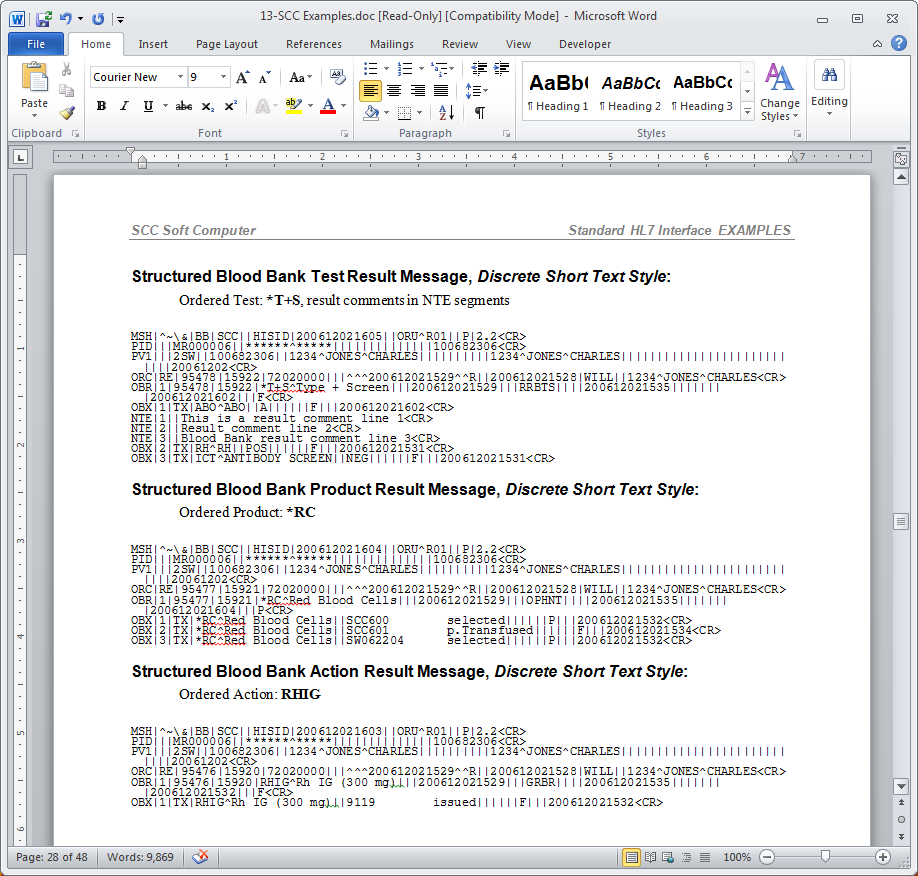 13-SCC Examples.doc [Read-Only] [Compatibility Mode] - Microsoft Word
File Home Insert Page Layout References Mailings Review View Developer
Courier New 9
Paste
AaBb( AaBbCc AaBbCc
¶ Heading 1 ¶ Heading 2 ¶ Heading 3
Change Styles
Editing
Clipboard Font Paragraph Styles
1 2 3 4 5 6 7
SCC Soft Computer Standard HL7 Interface EXAMPLES
Structured Blood Bank Test Result Message, Discrete Short Text Style:
Ordered Test: *T+S, result comments in NTE segments
MSH|^~\&|BB|SCC||HISID|200612021605||ORU^R01||P|2.2<CR>
PID|||MR000006||******^*****|||||||||||||100682306<CR>
PV1|||2SW||100682306||1234^JONES^CHARLES||||||||||1234^JONES^CHARLES|||||||||||||||||||||||
||||20061202<CR>
ORC|RE|95478|15922|72020000|||^^^200612021529^^R||200612021528|WILL||1234^JONES^CHARLES<CR>
OBR|1|95478|15922|*T+S^Type + Screen|||200612021529|||RRBTS||||200612021535|||||||
|200612021602|||F<CR>
OBX|1|TX|ABO^ABO||A||||||F|||200612021602<CR>
NTE|1||This is a result comment line 1<CR>
NTE|2||Result comment line 2<CR>
NTE|3||Blood Bank result comment line 3<CR>
OBX|2|TX|RH^RH||POS||||||F|||200612021531<CR>
OBX|3|TX|ICT^ANTIBODY SCREEN||NEG||||||F|||200612021531<CR>
Structured Blood Bank Product Result Message, Discrete Short Text Style:
Ordered Product: *RC
MSH|^~\&|BB|SCC||HISID|200612021604||ORU^R01||P|2.2<CR>
PID|||MR000006||******^*****|||||||||||||100682306<CR>
PV1|||2SW||100682306||1234^JONES^CHARLES||||||||||1234^JONES^CHARLES|||||||||||||||||||||||
||||20061202<CR>
ORC|RE|95477|15921|72020000|||^^^200612021529^^R||200612021528|WILL||1234^JONES^CHARLES<CR>
OBR|1|95477|15921|*RC^Red Blood Cells|||200612021529|||OPHNT||||200612021535|||||||
|200612021604|||P<CR>
OBX|1|TX|*RC^Red Blood Cells||SCC600 selected||||||P|||200612021532<CR>
OBX|2|TX|*RC^Red Blood Cells||SCC601 p.Transfused||||||F|||200612021534<CR>
OBX|3|TX|*RC^Red Blood Cells||SW062204 selected||||||P|||200612021532<CR>
Structured Blood Bank Action Result Message, Discrete Short Text Style:
Ordered Action: RHIG
MSH|^~\&|BB|SCC||HISID|200612021603||ORU^R01||P|2.2<CR>
PID|||MR000006||******^*****|||||||||||||100682306<CR>
PV1|||2SW||100682306||1234^JONES^CHARLES||||||||||1234^JONES^CHARLES|||||||||||||||||||||||
||||20061202<CR>
ORC|RE|95476|15920|72020000|||^^^200612021529^^R||200612021528|WILL||1234^JONES^CHARLES<CR>
OBR|1|95476|15920|RHIG^Rh IG (300 mg)|||200612021529|||GRBR||||200612021535|||||||
|200612021532|||F<CR>
OBX|1|TX|RHIG^Rh IG (300 mg)||9119 issued||||||F|||200612021532<CR>
Page: 28 of 48 Words: 9,869 100%